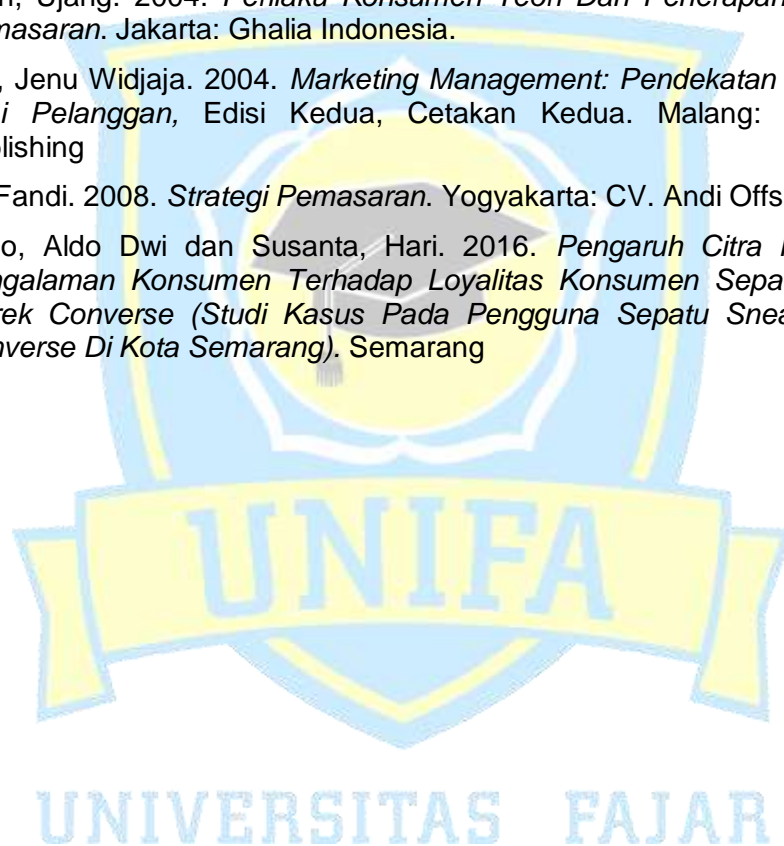 n, Ujang. 2004. Perilaku Konsumen Teori Dan Penerapan
masaran. Jakarta: Ghalia Indonesia.
, Jenu Widjaja. 2004. Marketing Management: Pendekatan
i Pelanggan, Edisi Kedua, Cetakan Kedua. Malang:
lishing
Fandi. 2008. Strategi Pemasaran. Yogyakarta: CV. Andi Offs
o, Aldo Dwi dan Susanta, Hari. 2016. Pengaruh Citra
ngalaman Konsumen Terhadap Loyalitas Konsumen Sepa
rek Converse (Studi Kasus Pada Pengguna Sepatu Snea
nverse Di Kota Semarang). Semarang
UNIFA
UNIVERSITAS FAJAR